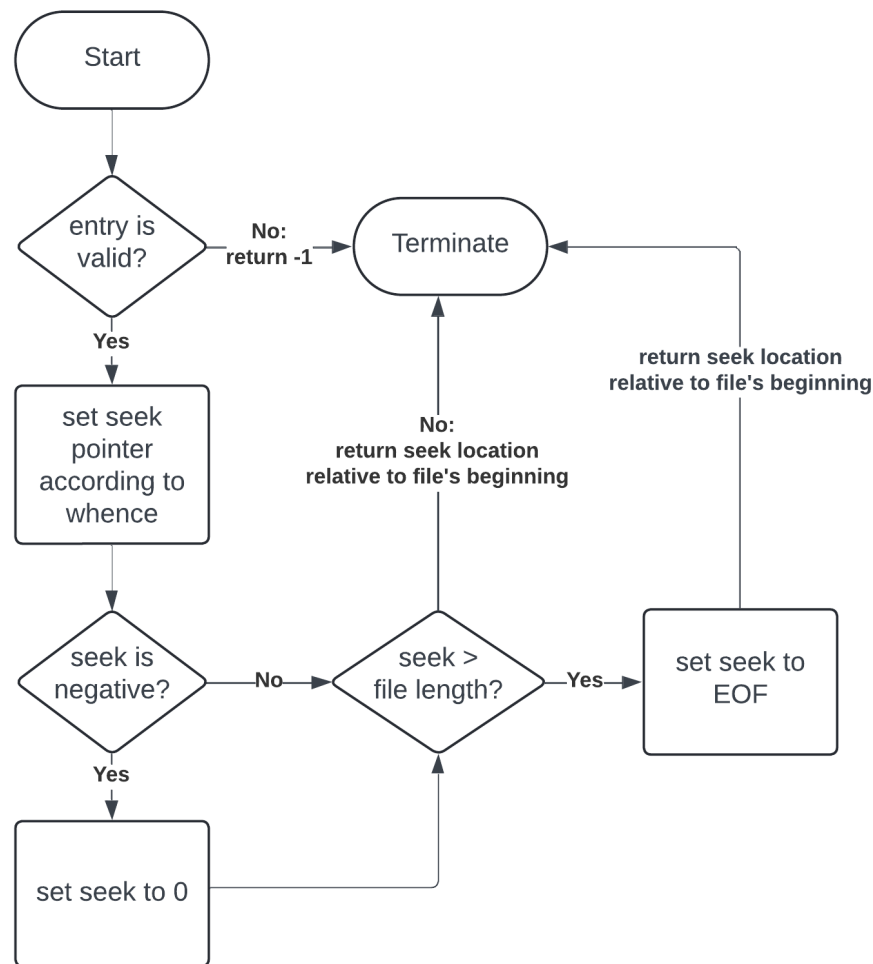 Start
entry is
valid?
No:
return -1
Terminate
Yes
set seek
pointer
according to
whence
return seek location
relative to file's beginning
No:
return seek location
relative to file's beginning
seek is
negative?
No
seek >
file length?
Yes
set seek to
EOF
Yes
set seek to 0